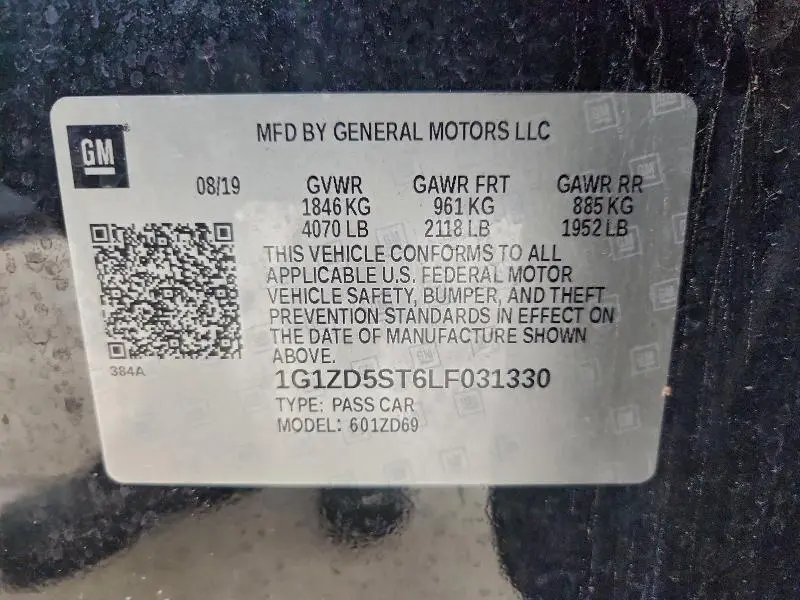 GM
MFD BY GENERAL MOTORS LLC
08/19 GVWR GAWR FRT GAWR RR
1846 KG 961 KG 885 KG
4070 LB 2118 LB 1952 LB
THIS VEHICLE CONFORMS TO ALL
APPLICABLE U.S. FEDERAL MOTOR
VEHICLE SAFETY, BUMPER, AND THEFT
PREVENTION STANDARDS IN EFFECT ON
THE DATE OF MANUFACTURE SHOWN
ABOVE.
384A
1G1ZD5ST6LF031330
TYPE: PASS CAR
MODEL: 601ZD69